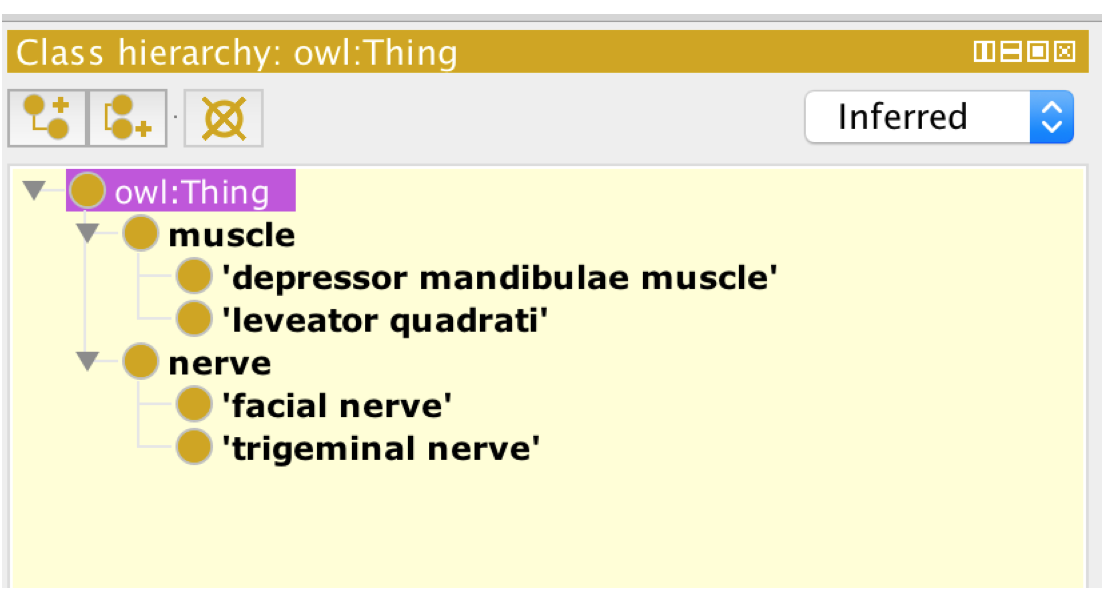 Class hierarchy: owl:Thing
Inferred
owl:Thing
muscle
'depressor mandibulae muscle'
'leveator quadrati'
nerve
'facial nerve'
'trigeminal nerve'